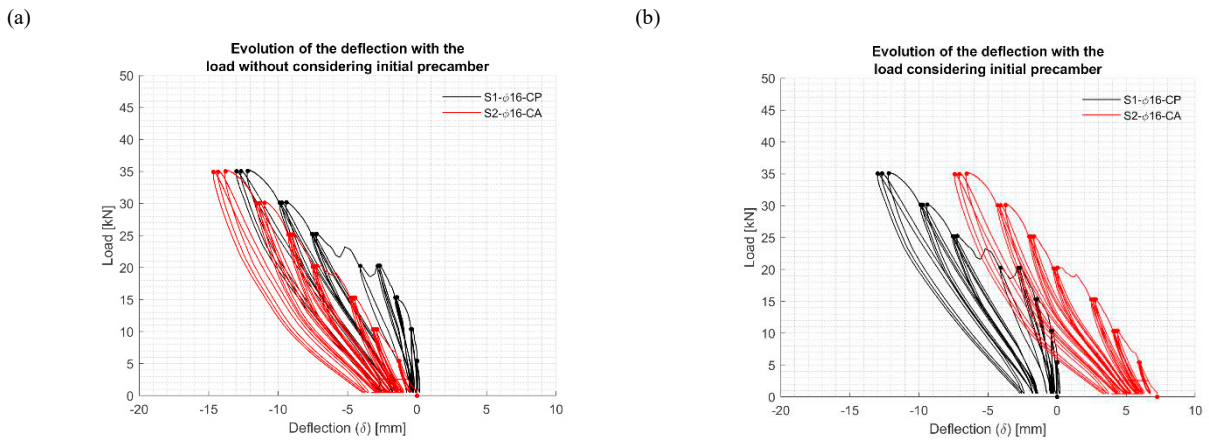 (a)
Evolution of the deflection with the
load without considering initial precamber
50
45
40
35
30
25
20
15
10
5
0
Load [kN]
S1-ϕ16-CP
S2-ϕ16-CA
-20 -15 -10 -5 0 5 10
Deflection (δ) [mm]
(b)
Evolution of the deflection with the
load considering initial precamber
50
45
40
35
30
25
20
15
10
5
0
Load [kN]
S1-ϕ16-CP
S2-ϕ16-CA
-20 -15 -10 -5 0 5 10
Deflection (δ) [mm]